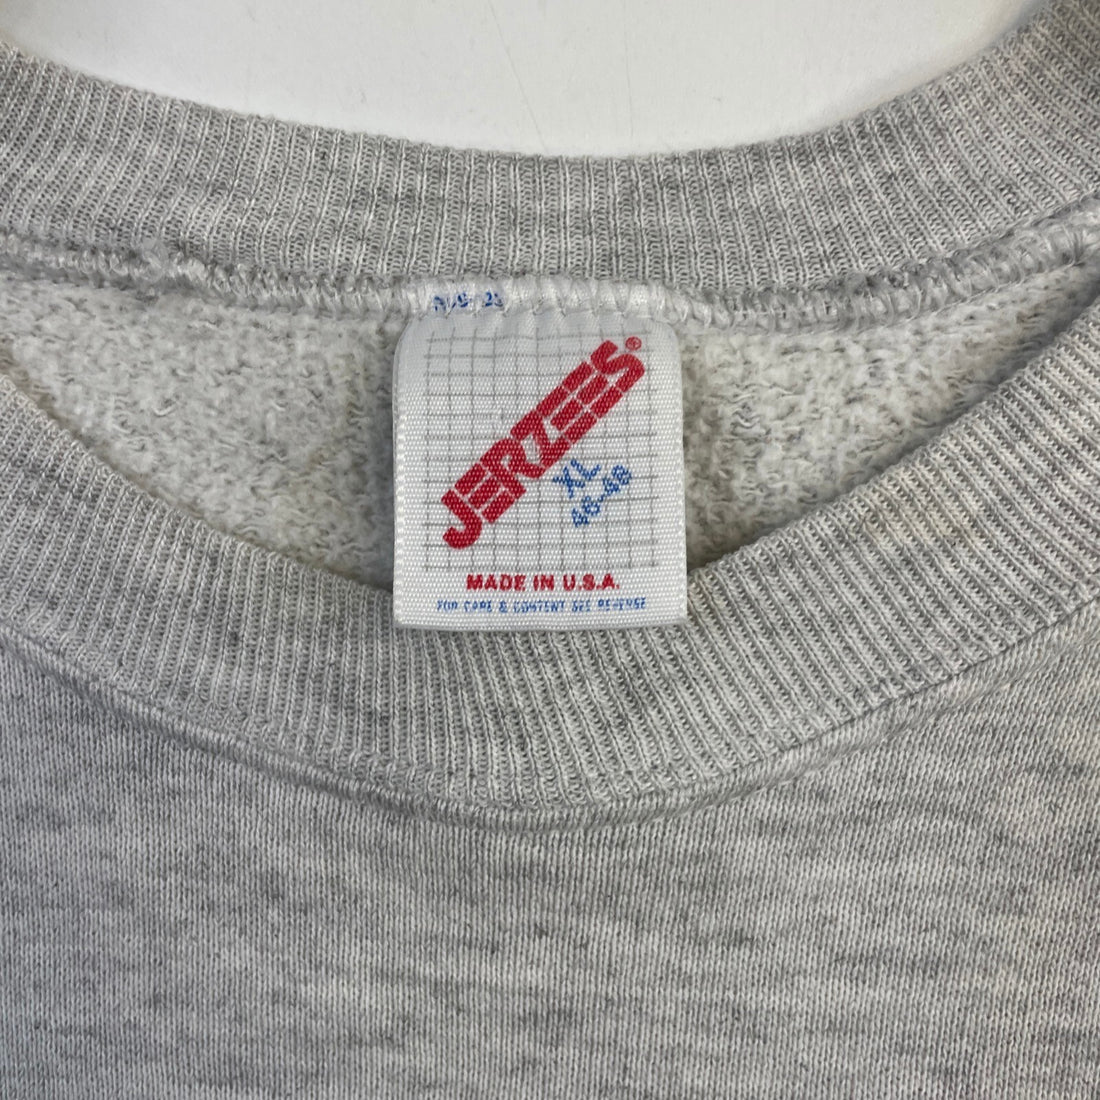 JERZEES®
XL
46-48
MADE IN U.S.A.
FOR CARE & CONTENT SEE REVERSE